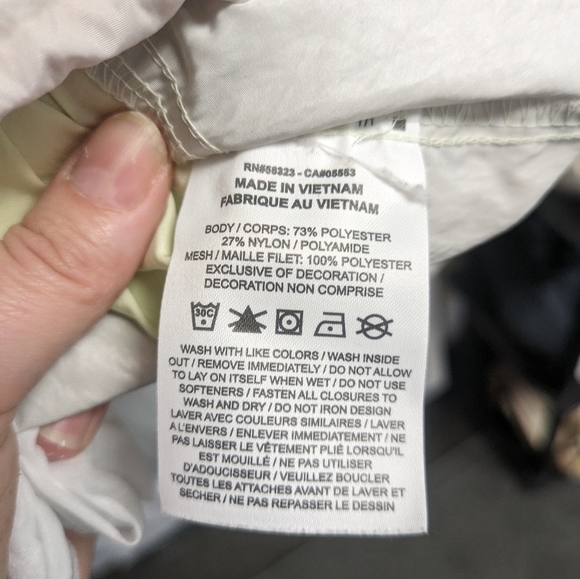 RN#56323 - CA#05553
MADE IN VIETNAM
FABRIQUE AU VIETNAM
BODY / CORPS: 73% POLYESTER
27% NYLON / POLYAMIDE
MESH / MAILLE FILET: 100% POLYESTER
EXCLUSIVE OF DECORATION /
DECORATION NON COMPRISE
30C
WASH WITH LIKE COLORS / WASH INSIDE
OUT / REMOVE IMMEDIATELY / DO NOT ALLOW
TO LAY ON ITSELF WHEN WET / DO NOT USE
SOFTENERS / FASTEN ALL CLOSURES TO
WASH AND DRY / DO NOT IRON DESIGN
LAVER AVEC COULEURS SIMILAIRES / LAVER
A L'ENVERS / ENLEVER IMMEDIATEMENT / NE
PAS LAISSER LE VÊTEMENT PLIÉ LORSQU'IL
EST MOUILLÉ / NE PAS UTILISER
D'ADOUCISSEUR / VEUILLEZ BOUCLER
TOUTES LES ATTACHES AVANT DE LAVER ET
SECHER / NE PAS REPASSER LE DESSIN